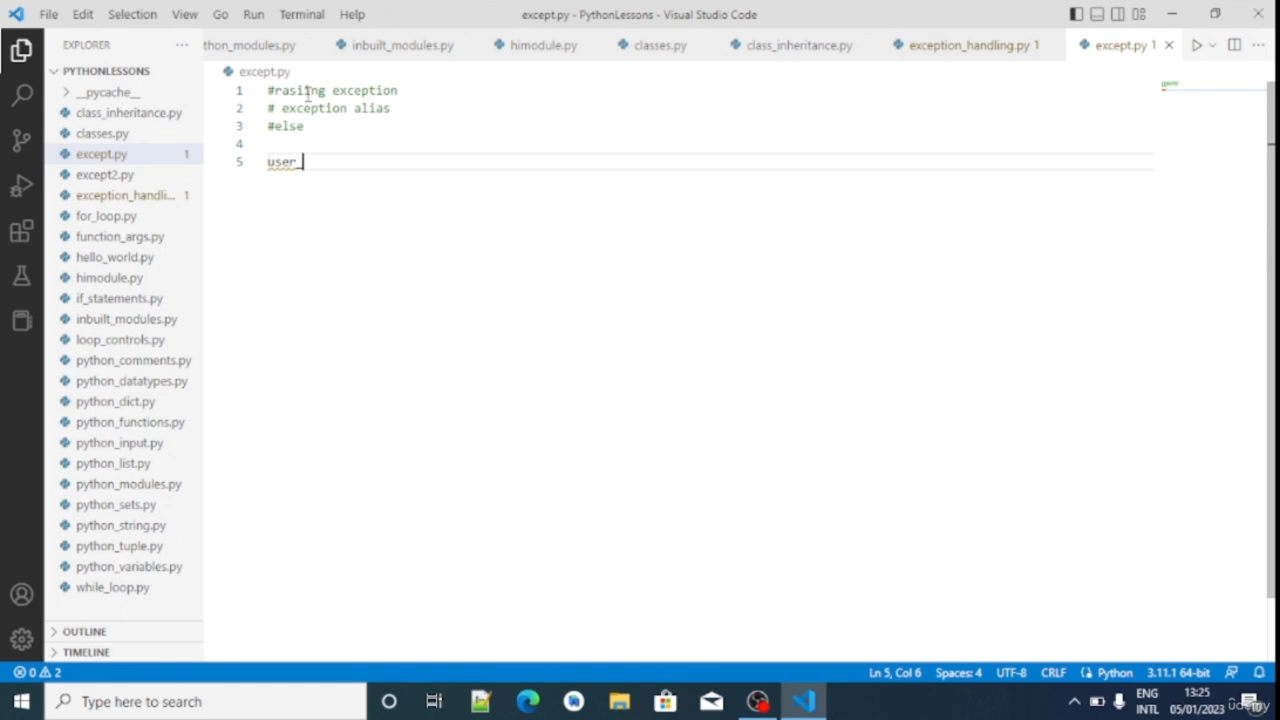 File Edit Selection View Go Run Terminal Help except.py - PythonLessons - Visual Studio Code
EXPLORER
thon_modules.py inbuilt_modules.py himodule.py classes.py class_inheritance.py exception_handling.py 1 except.py 1
PYTHONLESSONS
except.py
__pycache__
class_inheritance.py
classes.py
except.py 1
except2.py
exception_handli... 1
for_loop.py
function_args.py
hello_world.py
himodule.py
if_statements.py
inbuilt_modules.py
loop_controls.py
python_comments.py
python_datatypes.py
python_dict.py
python_functions.py
python_input.py
python_list.py
python_modules.py
python_sets.py
python_string.py
python_tuple.py
python_variables.py
while_loop.py
OUTLINE
TIMELINE
1 #rasiing exception
2 # exception alias
3 #else
4
5 user_
0 2 Ln 5, Col 6 Spaces: 4 UTF-8 CRLF Python 3.11.1 64-bit
Type here to search
ENG
INTL
13:25
05/01/2023
udemy